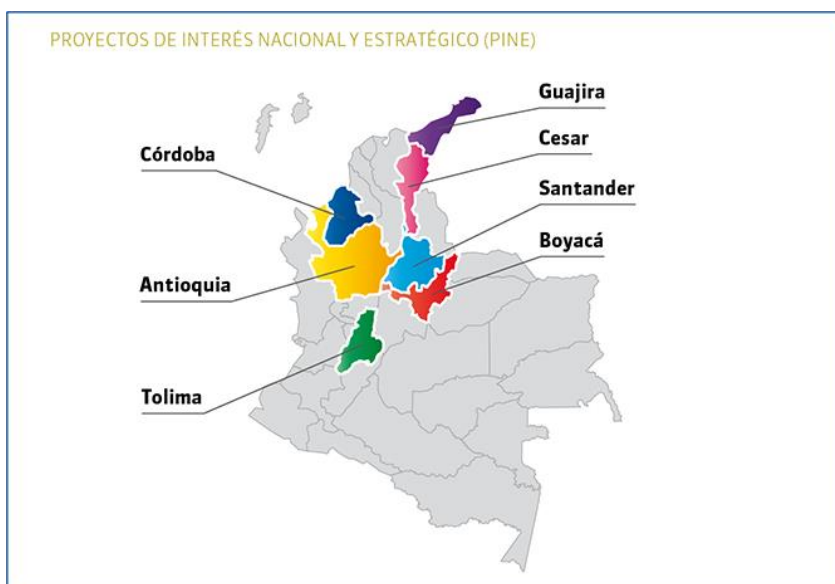 PROYECTOS DE INTERÉS NACIONAL Y ESTRATÉGICO (PINE)
Guajira
Cesar
Córdoba
Santander
Boyacá
Antioquia
Tolima